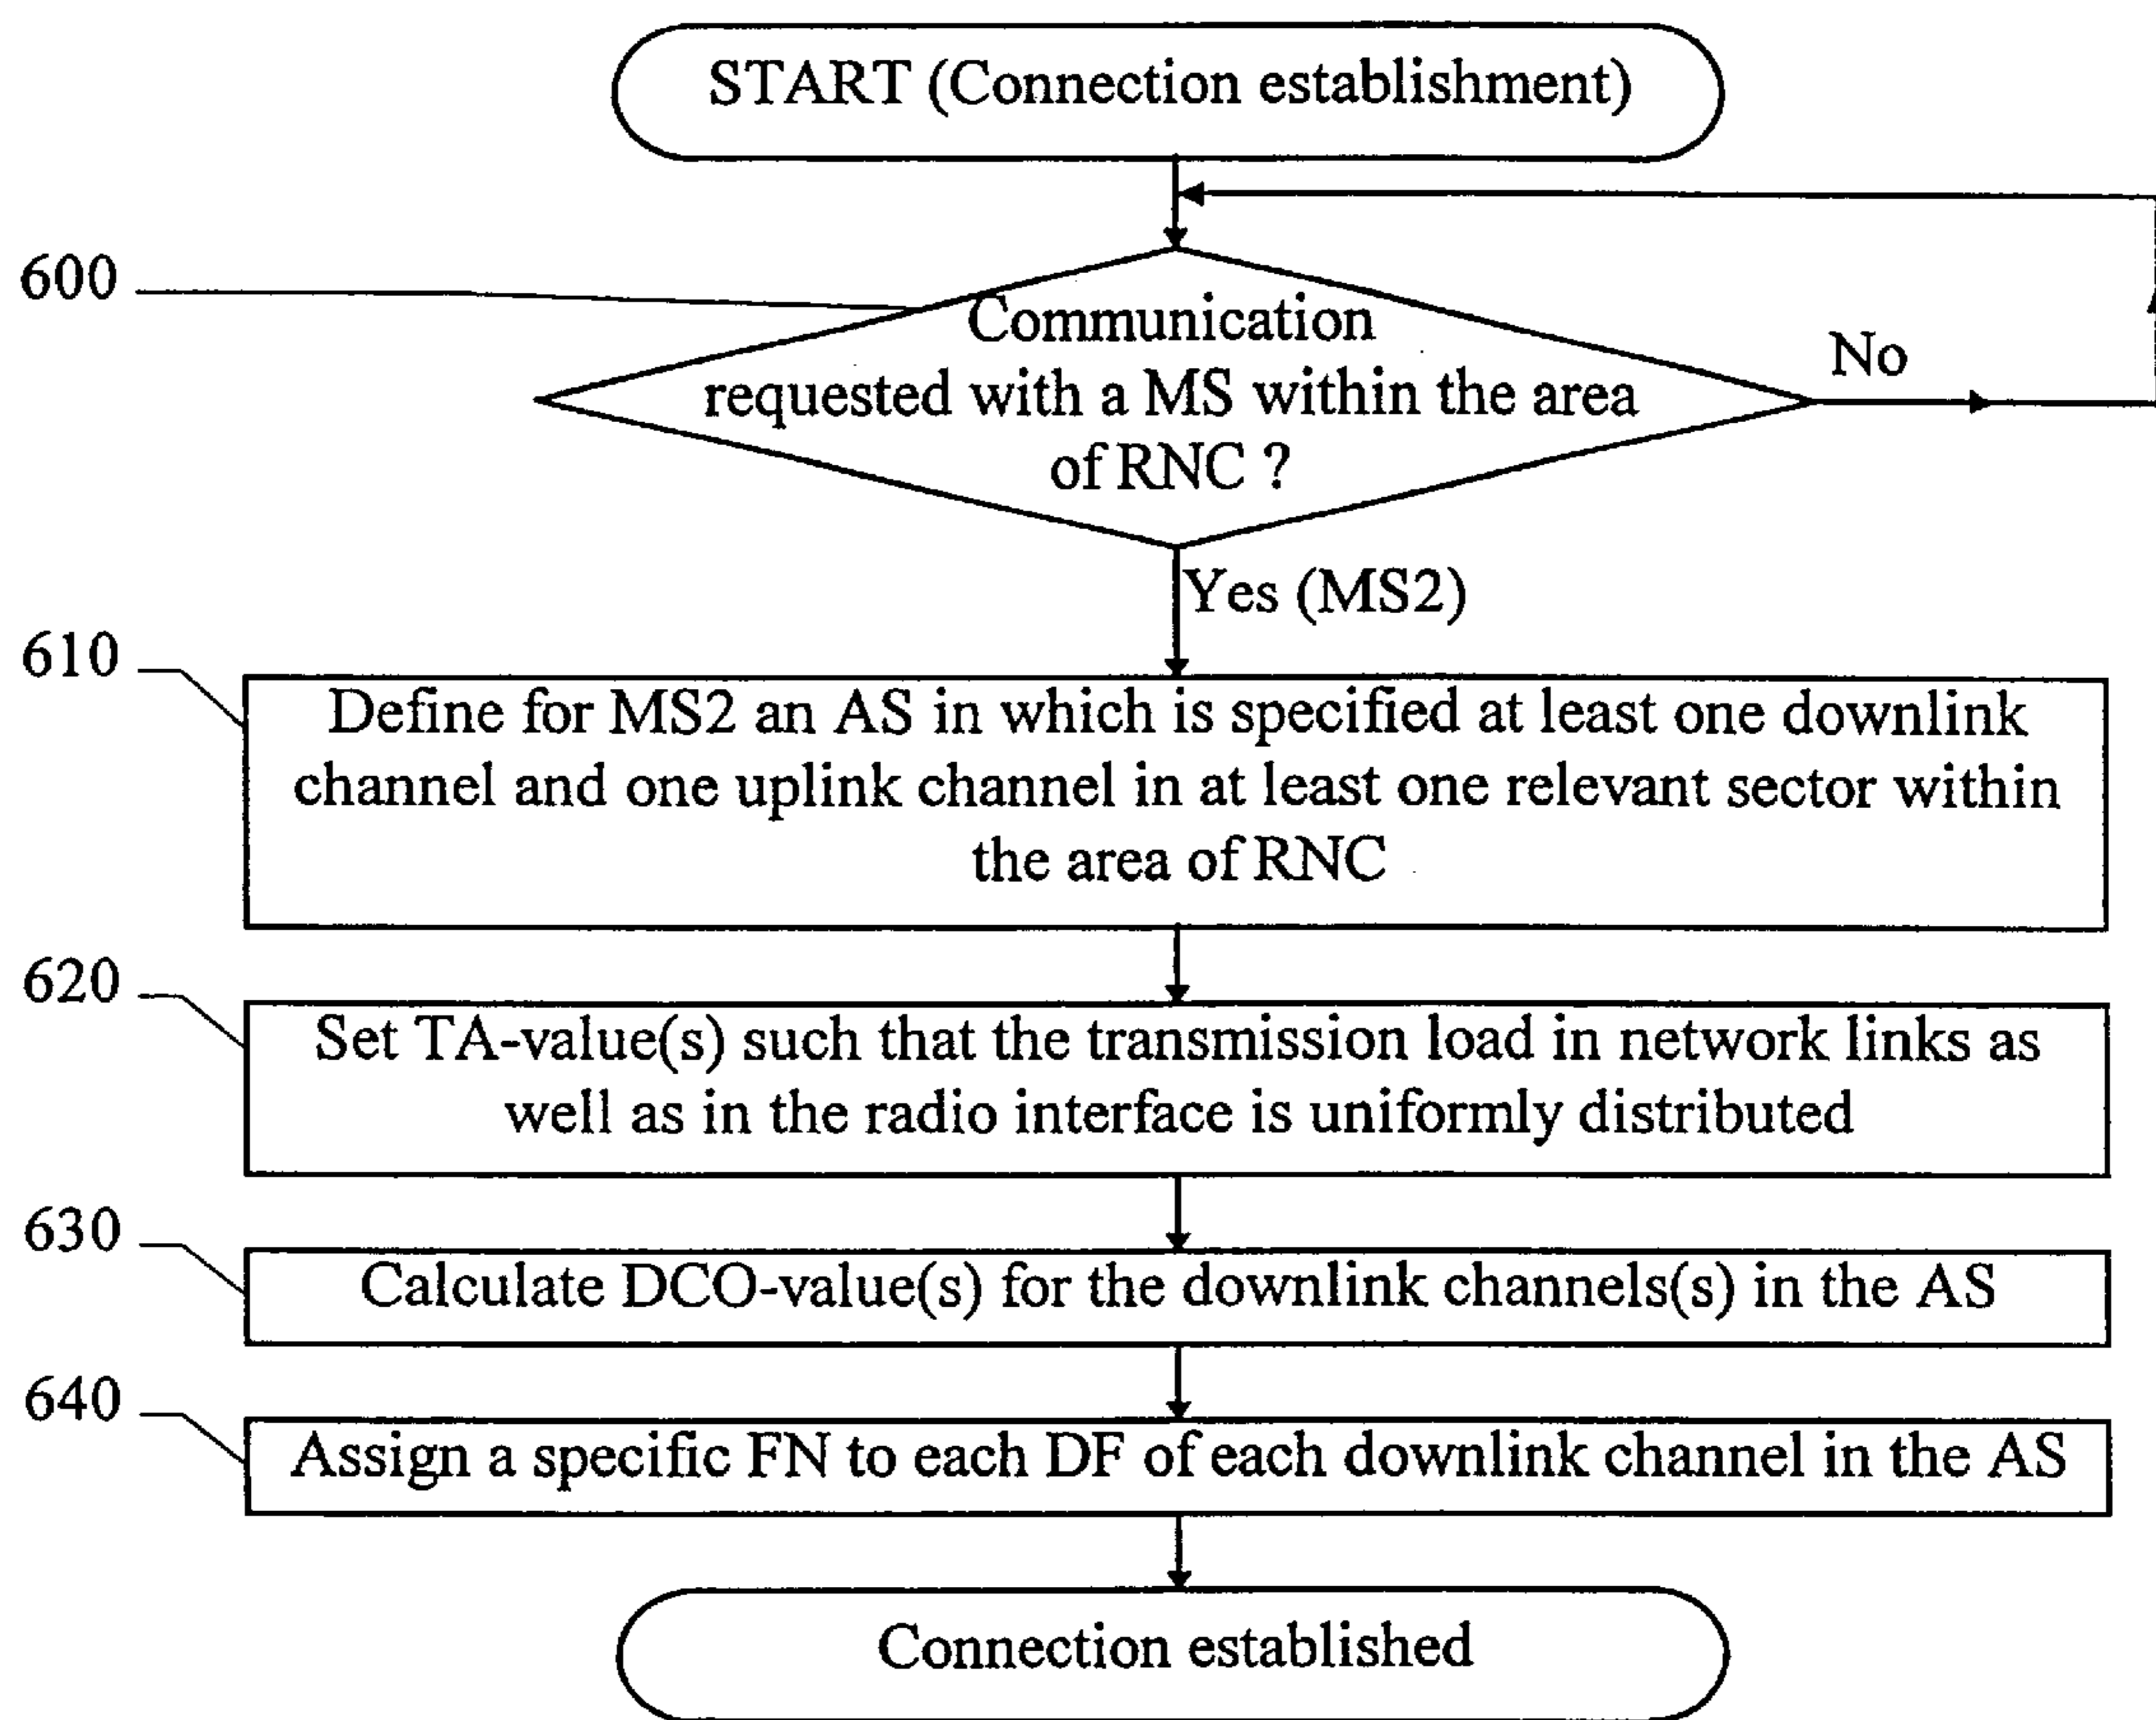 START (Connection establishment)
600
Communication
requested with a MS within the area
of RNC ?
No
Yes (MS2)
610
Define for MS2 an AS in which is specified at least one downlink
channel and one uplink channel in at least one relevant sector within
the area of RNC
620
Set TA-value(s) such that the transmission load in network links as
well as in the radio interface is uniformly distributed
630
Calculate DCO-value(s) for the downlink channels(s) in the AS
640
Assign a specific FN to each DF of each downlink channel in the AS
Connection established